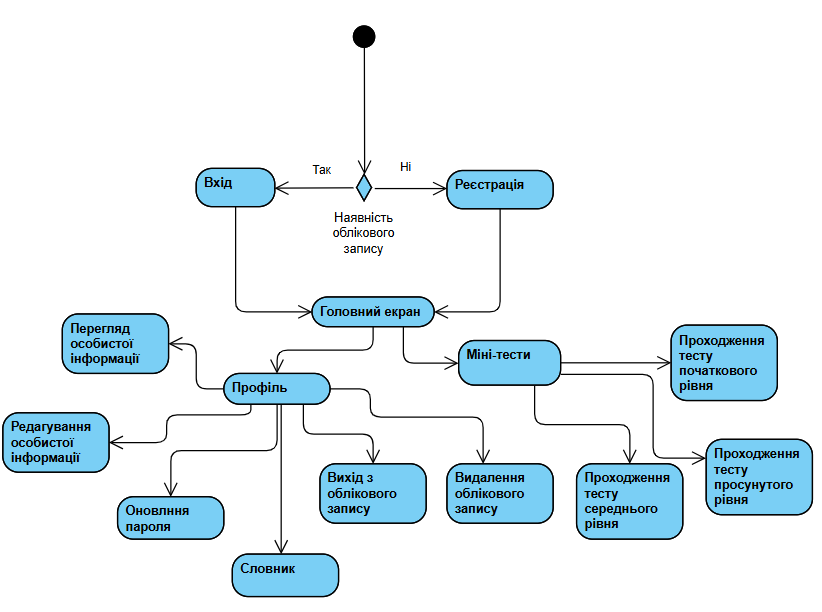 Так
Ні
Вхід
Реєстрація
Наявність
облікового
запису
Головний екран
Перегляд
особистої
інформації
Міні-тести
Проходження
тесту
початкового
рівня
Профіль
Редагування
особистої
інформації
Вихід з
облікового
запису
Видалення
облікового
запису
Проходження
тесту
середнього
рівня
Проходження
тесту
просунутого
рівня
Оновлння
пароля
Словник